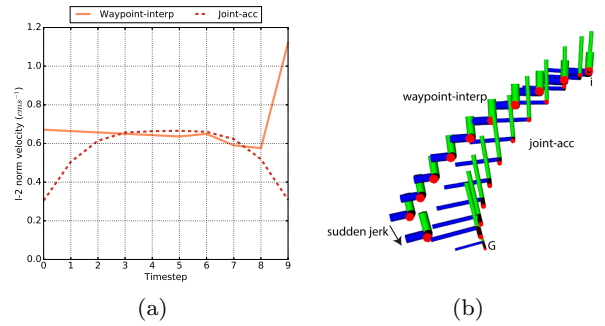 Waypoint-interp Joint-acc
l-2 norm velocity (cms⁻¹)
1.2
1.0
0.8
0.6
0.4
0.2
0.0
0 1 2 3 4 5 6 7 8 9
Timestep
(a)
i
waypoint-interp
joint-acc
sudden jerk
G
(b)